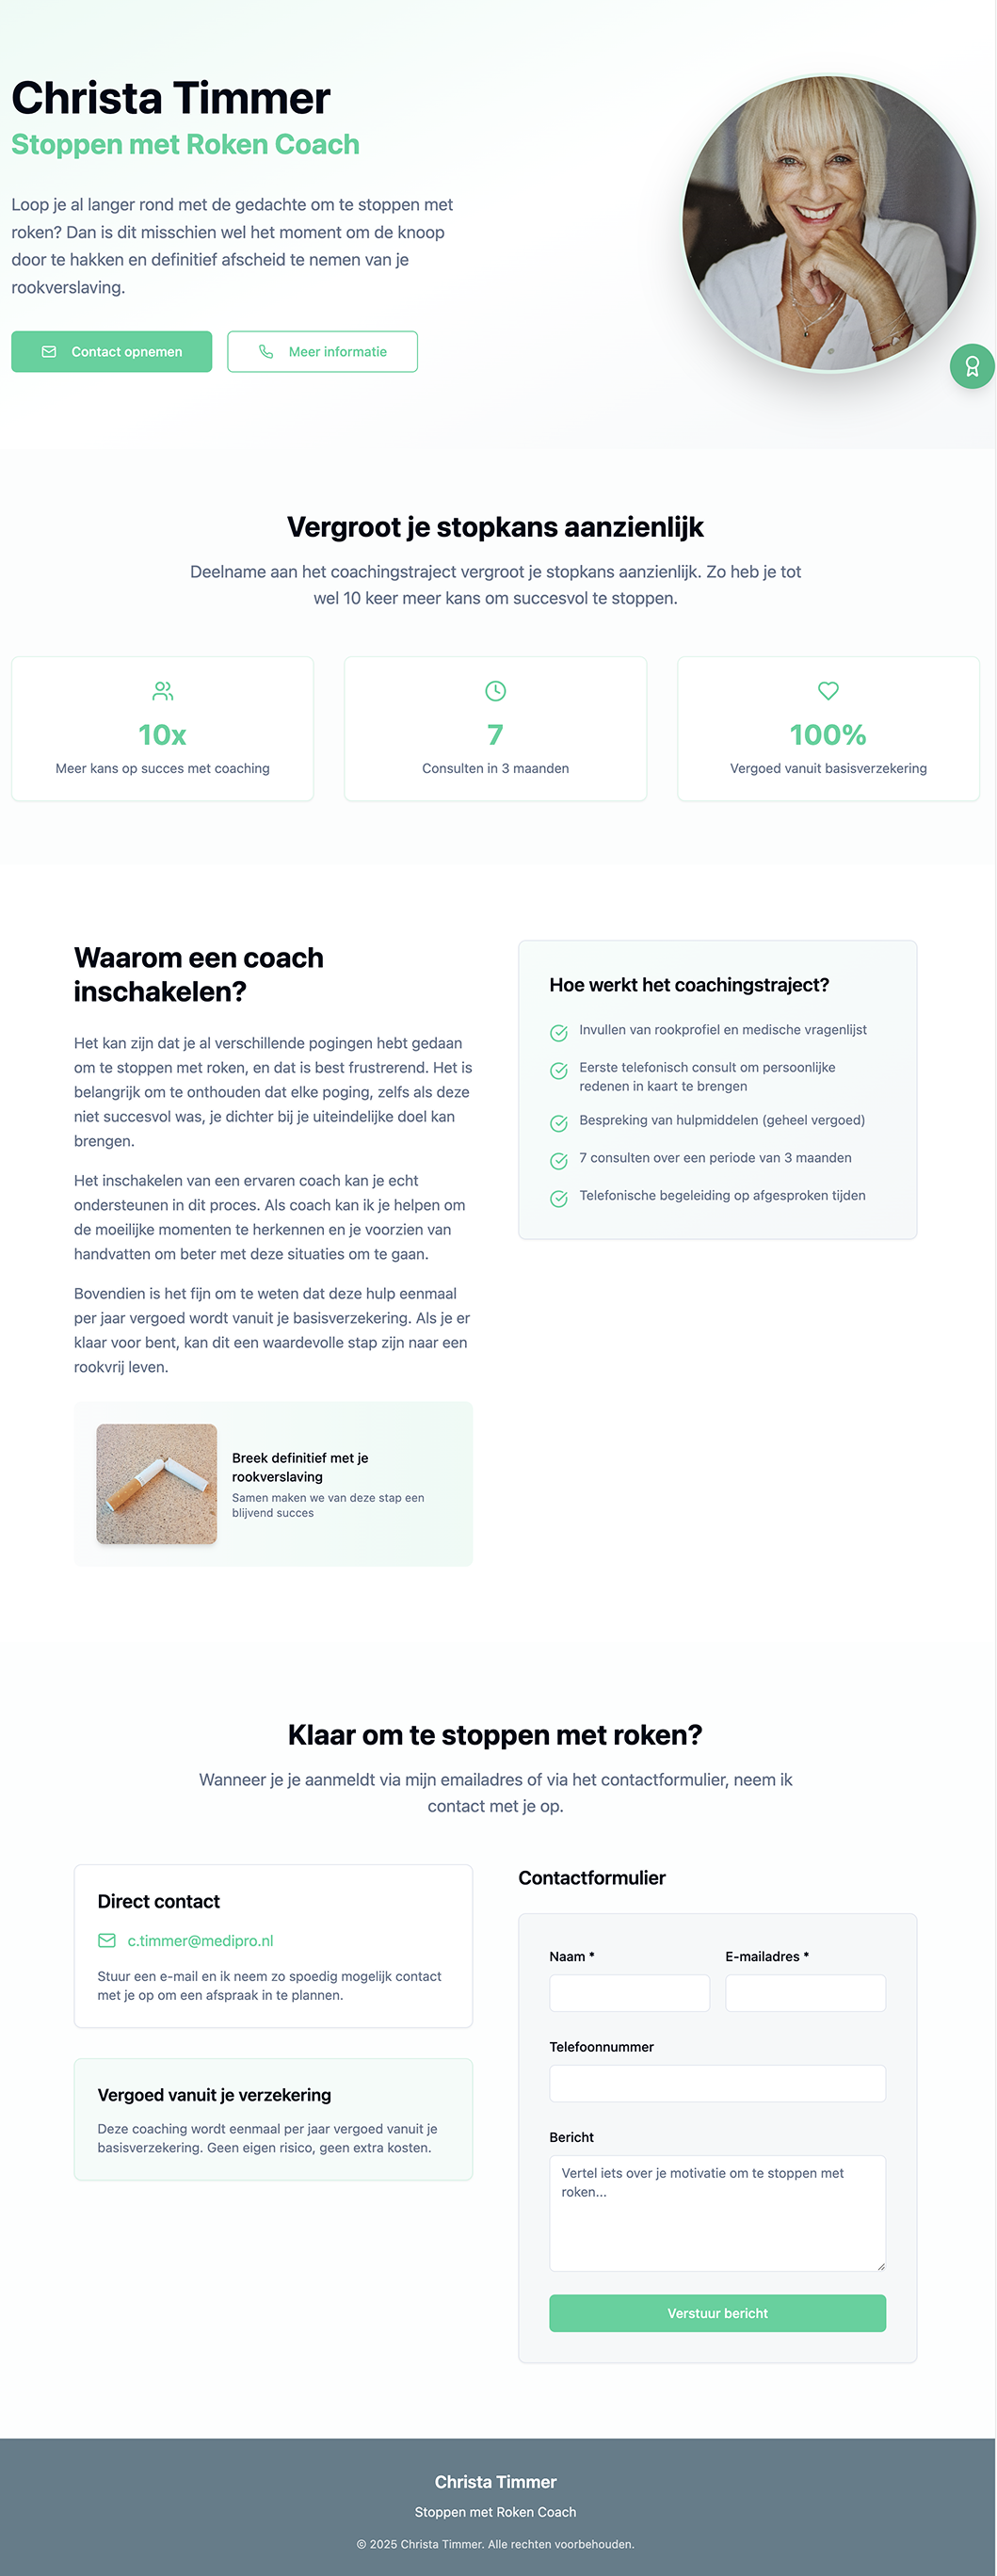 Christa Timmer
Stoppen met Roken Coach
Loop je al langer rond met de gedachte om te stoppen met
roken? Dan is dit misschien wel het moment om de knoop
door te hakken en definitief afscheid te nemen van je
rookverslaving.
Contact opnemen
Meer informatie
Vergroot je stopkans aanzienlijk
Deelname aan het coachingstraject vergroot je stopkans aanzienlijk. Zo heb je tot
wel 10 keer meer kans om succesvol te stoppen.
10x
Meer kans op succes met coaching
7
Consulten in 3 maanden
100%
Vergoed vanuit basisverzekering
Waarom een coach
inschakelen?
Het kan zijn dat je al verschillende pogingen hebt gedaan
om te stoppen met roken, en dat is best frustrerend. Het is
belangrijk om te onthouden dat elke poging, zelfs als deze
niet succesvol was, je dichter bij je uiteindelijke doel kan
brengen.
Het inschakelen van een ervaren coach kan je echt
ondersteunen in dit proces. Als coach kan ik je helpen om
de moeilijke momenten te herkennen en je voorzien van
handvatten om beter met deze situaties om te gaan.
Bovendien is het fijn om te weten dat deze hulp eenmaal
per jaar vergoed wordt vanuit je basisverzekering. Als je er
klaar voor bent, kan dit een waardevolle stap zijn naar een
rookvrij leven.
Breek definitief met je
rookverslaving
Samen maken we van deze stap een
blijvend succes
Hoe werkt het coachingstraject?
Invullen van rookprofiel en medische vragenlijst
Eerste telefonisch consult om persoonlijke
redenen in kaart te brengen
Bespreking van hulpmiddelen (geheel vergoed)
7 consulten over een periode van 3 maanden
Telefonische begeleiding op afgesproken tijden
Klaar om te stoppen met roken?
Wanneer je je aanmeldt via mijn emailadres of via het contactformulier, neem ik
contact met je op.
Direct contact
c.timmer@medipro.nl
Stuur een e-mail en ik neem zo spoedig mogelijk contact
met je op om een afspraak in te plannen.
Vergoed vanuit je verzekering
Deze coaching wordt eenmaal per jaar vergoed vanuit je
basisverzekering. Geen eigen risico, geen extra kosten.
Contactformulier
Naam *
E-mailadres *
Telefoonnummer
Bericht
Vertel iets over je motivatie om te stoppen met
roken...
Verstuur bericht
Christa Timmer
Stoppen met Roken Coach
© 2025 Christa Timmer. Alle rechten voorbehouden.